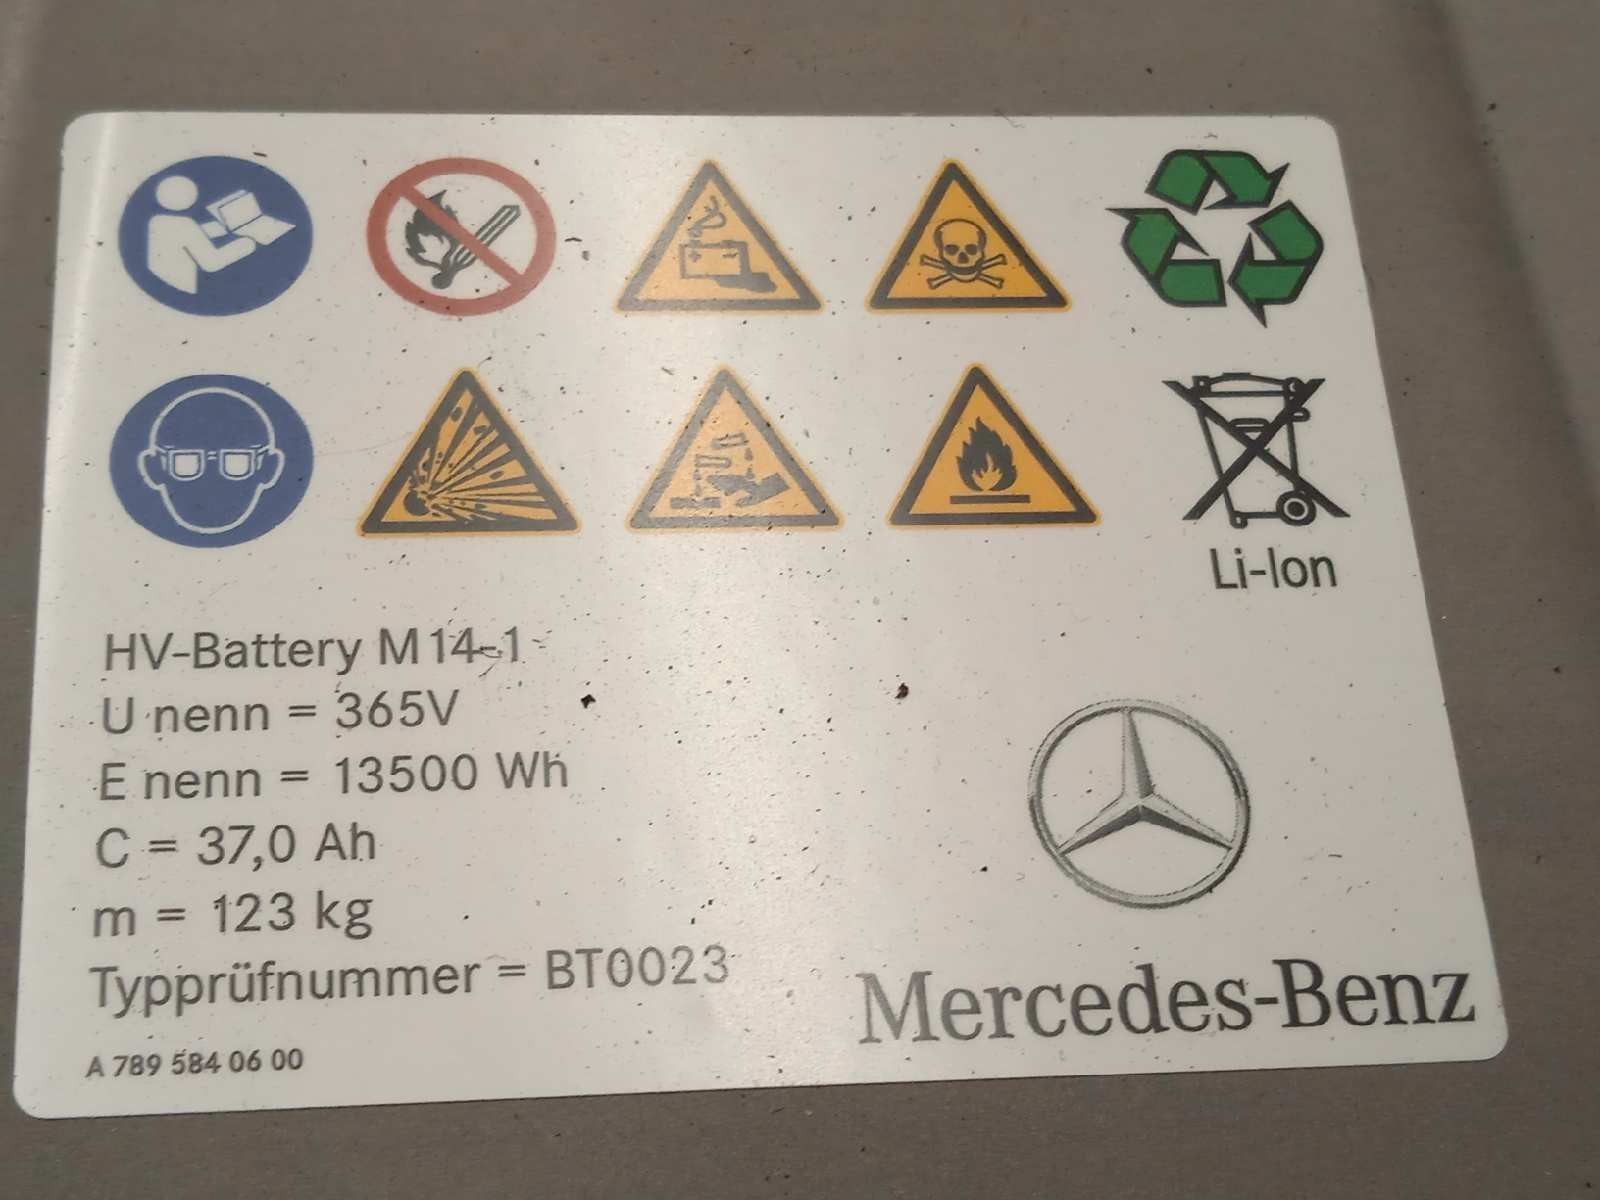 Li-Ion
HV-Battery M14-1
U nenn = 365V
E nenn = 13500 Wh
C = 37,0 Ah
m = 123 kg
Typprüfnummer = BT0023
Mercedes-Benz
A 789 584 06 00